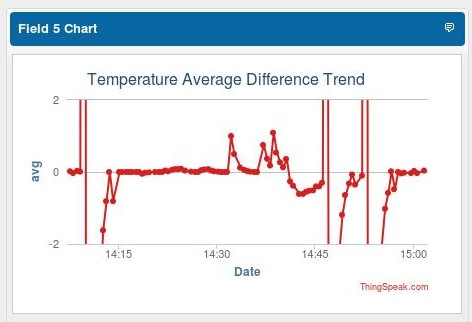 Field 5 Chart
Temperature Average Difference Trend
2
0
-2
avg
14:15 14:30 14:45 15:00
Date
ThingSpeak.com